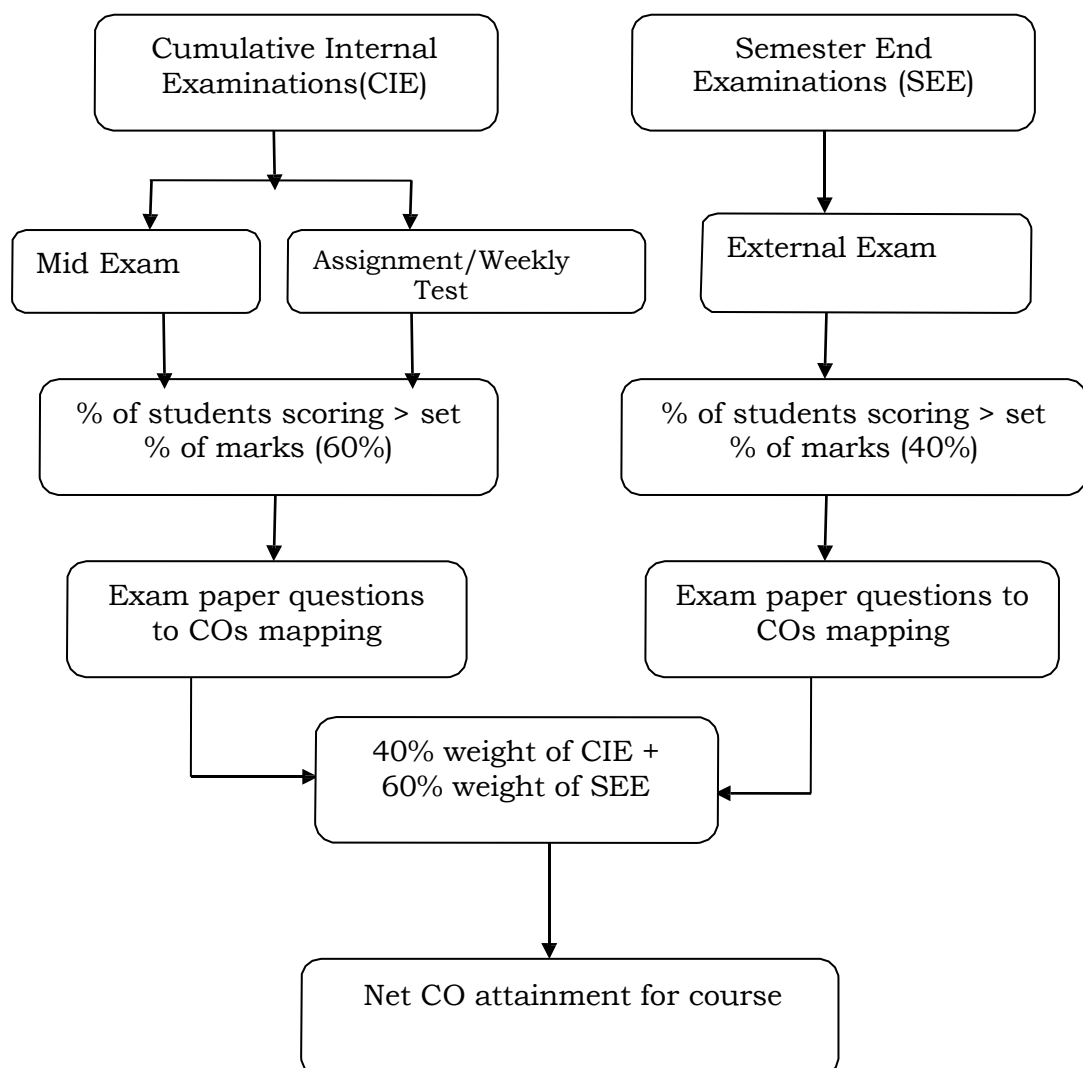 Cumulative Internal
Examinations(CIE)
Semester End
Examinations (SEE)
Mid Exam
Assignment/Weekly
Test
External Exam
% of students scoring > set
% of marks (60%)
% of students scoring > set
% of marks (40%)
Exam paper questions
to COs mapping
Exam paper questions to
COs mapping
40% weight of CIE +
60% weight of SEE
Net CO attainment for course